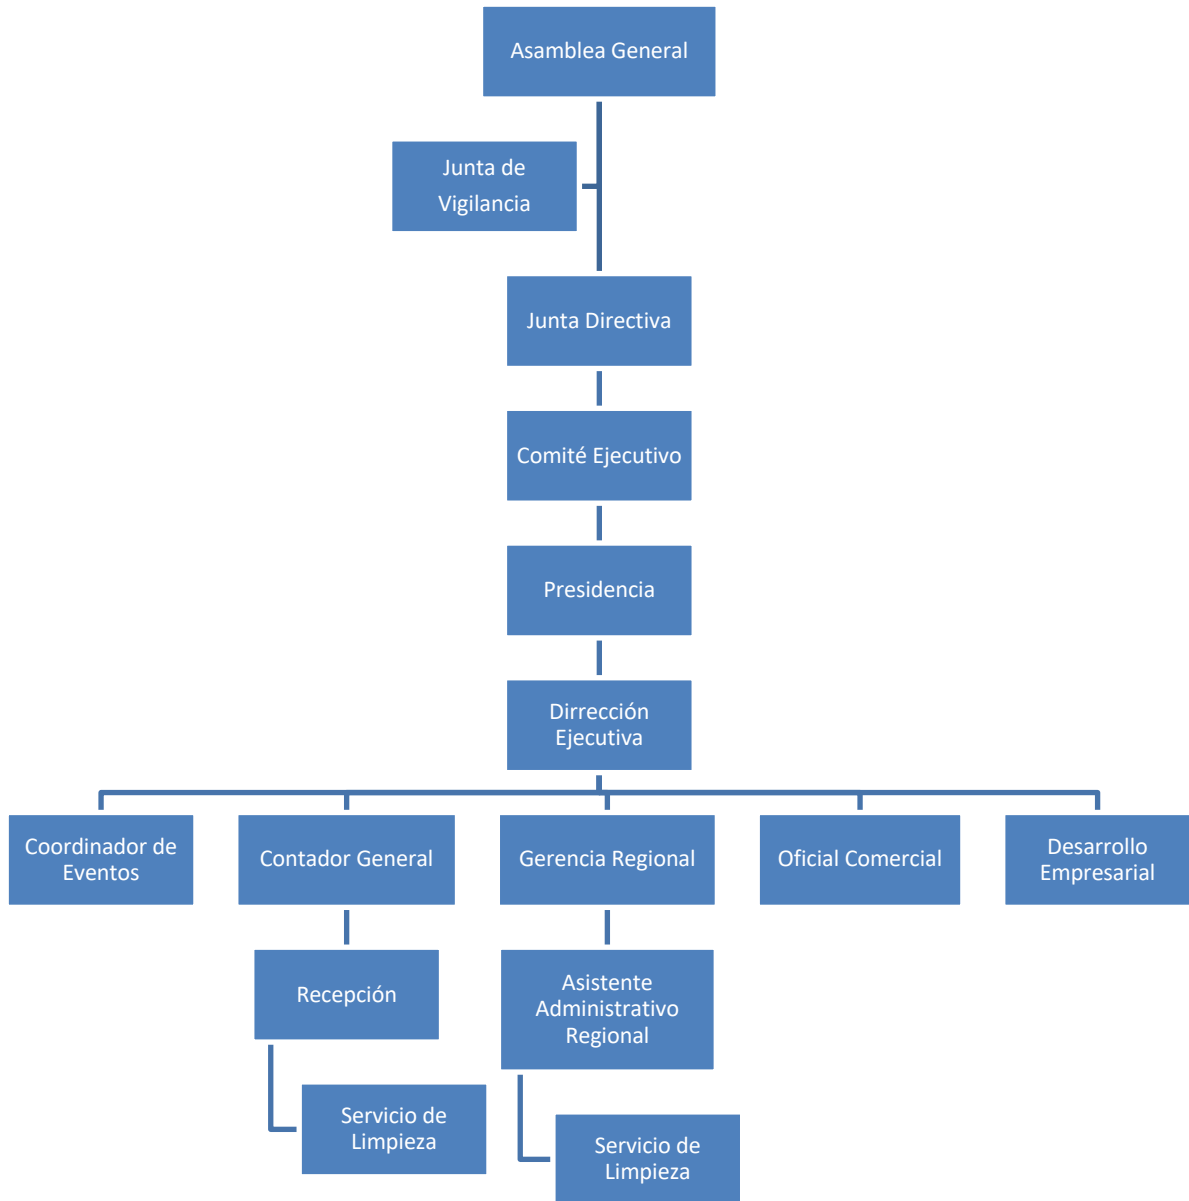 Asamblea General
Junta de
Vigilancia
Junta Directiva
Comité Ejecutivo
Presidencia
Dirrección
Ejecutiva
Coordinador de
Eventos
Contador General
Gerencia Regional
Oficial Comercial
Desarrollo
Empresarial
Recepción
Asistente
Administrativo
Regional
Servicio de
Limpieza
Servicio de
Limpieza